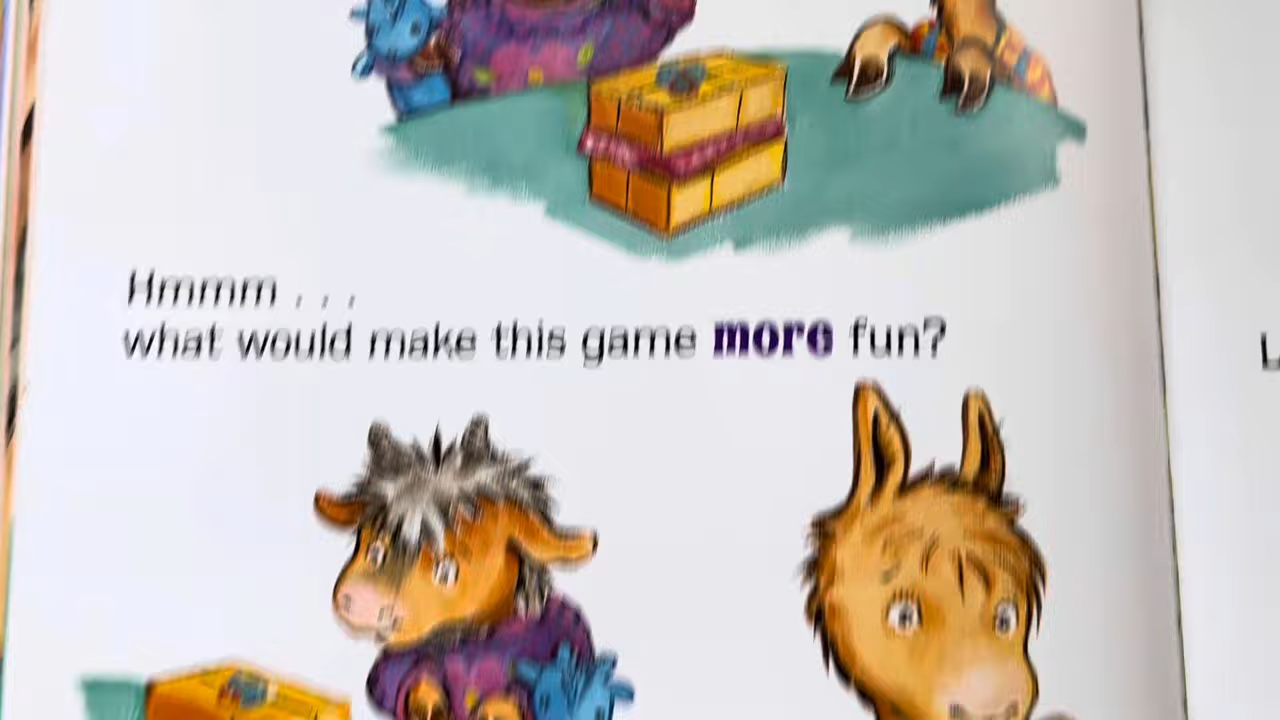 Hmmm . . .
what would make this game more fun?